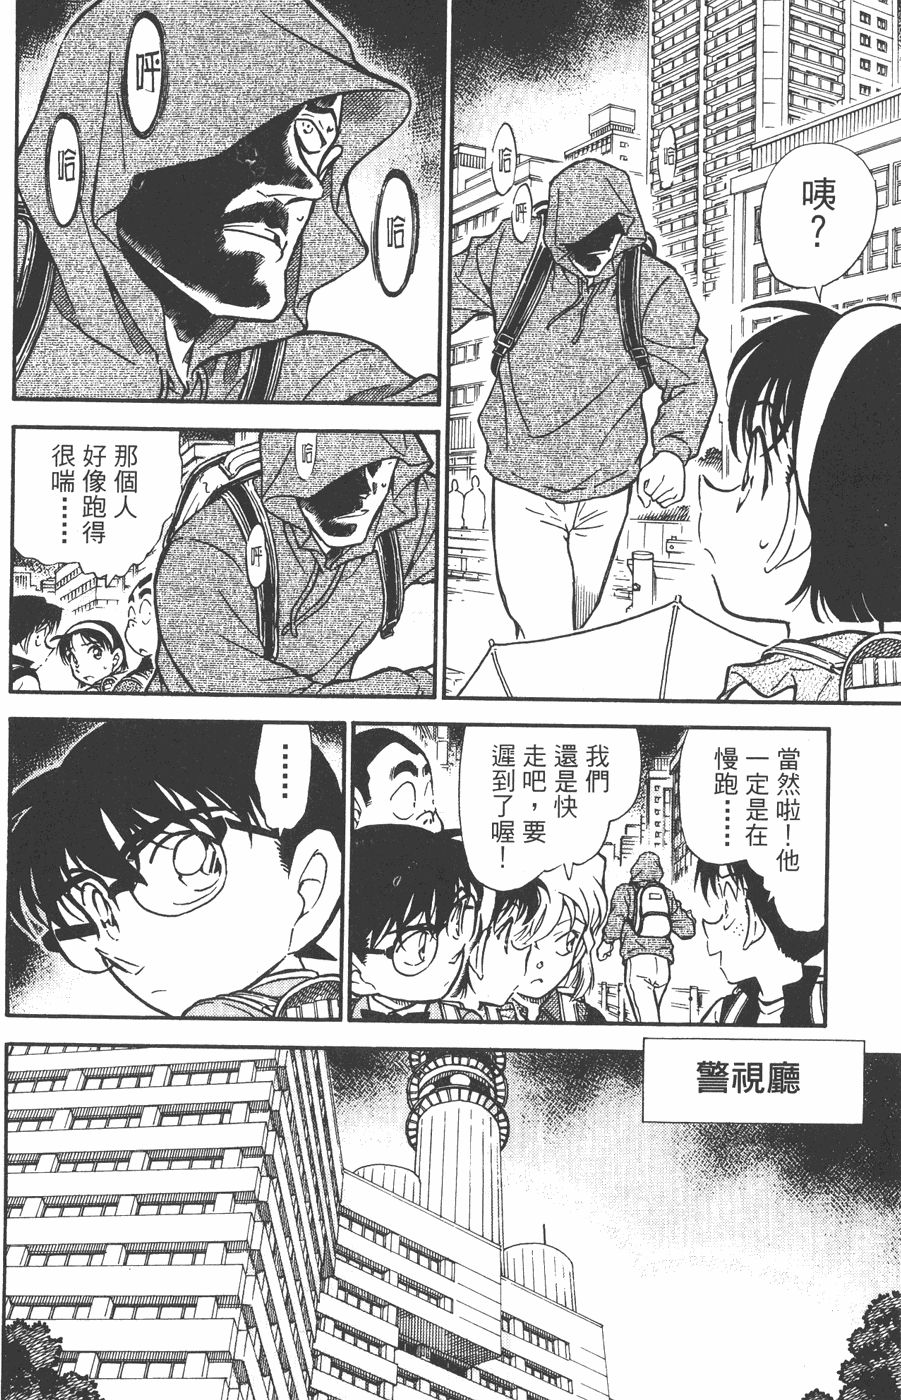 咦?
哈
呼
哈
呼
哈
哈
那個人
好像跑得
很喘……
哈
呼
當然啦!他
一定是在
慢跑……
我們
還是快
走吧,要
遲到了喔!
……
警視廳